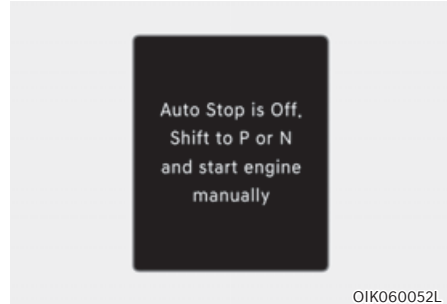 Auto Stop is Off.
Shift to P or N
and start engine
manually
OIK060052L